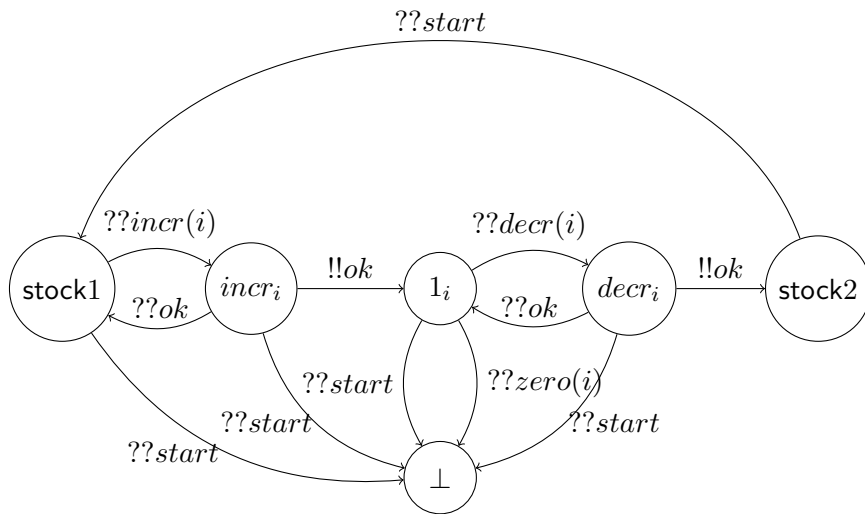 ??start
??incr(i)
??decr(i)
stock1
incr_i
!!ok
1_i
decr_i
!!ok
stock2
??ok
??ok
??start
??zero(i)
??start
??start
??start
⊥